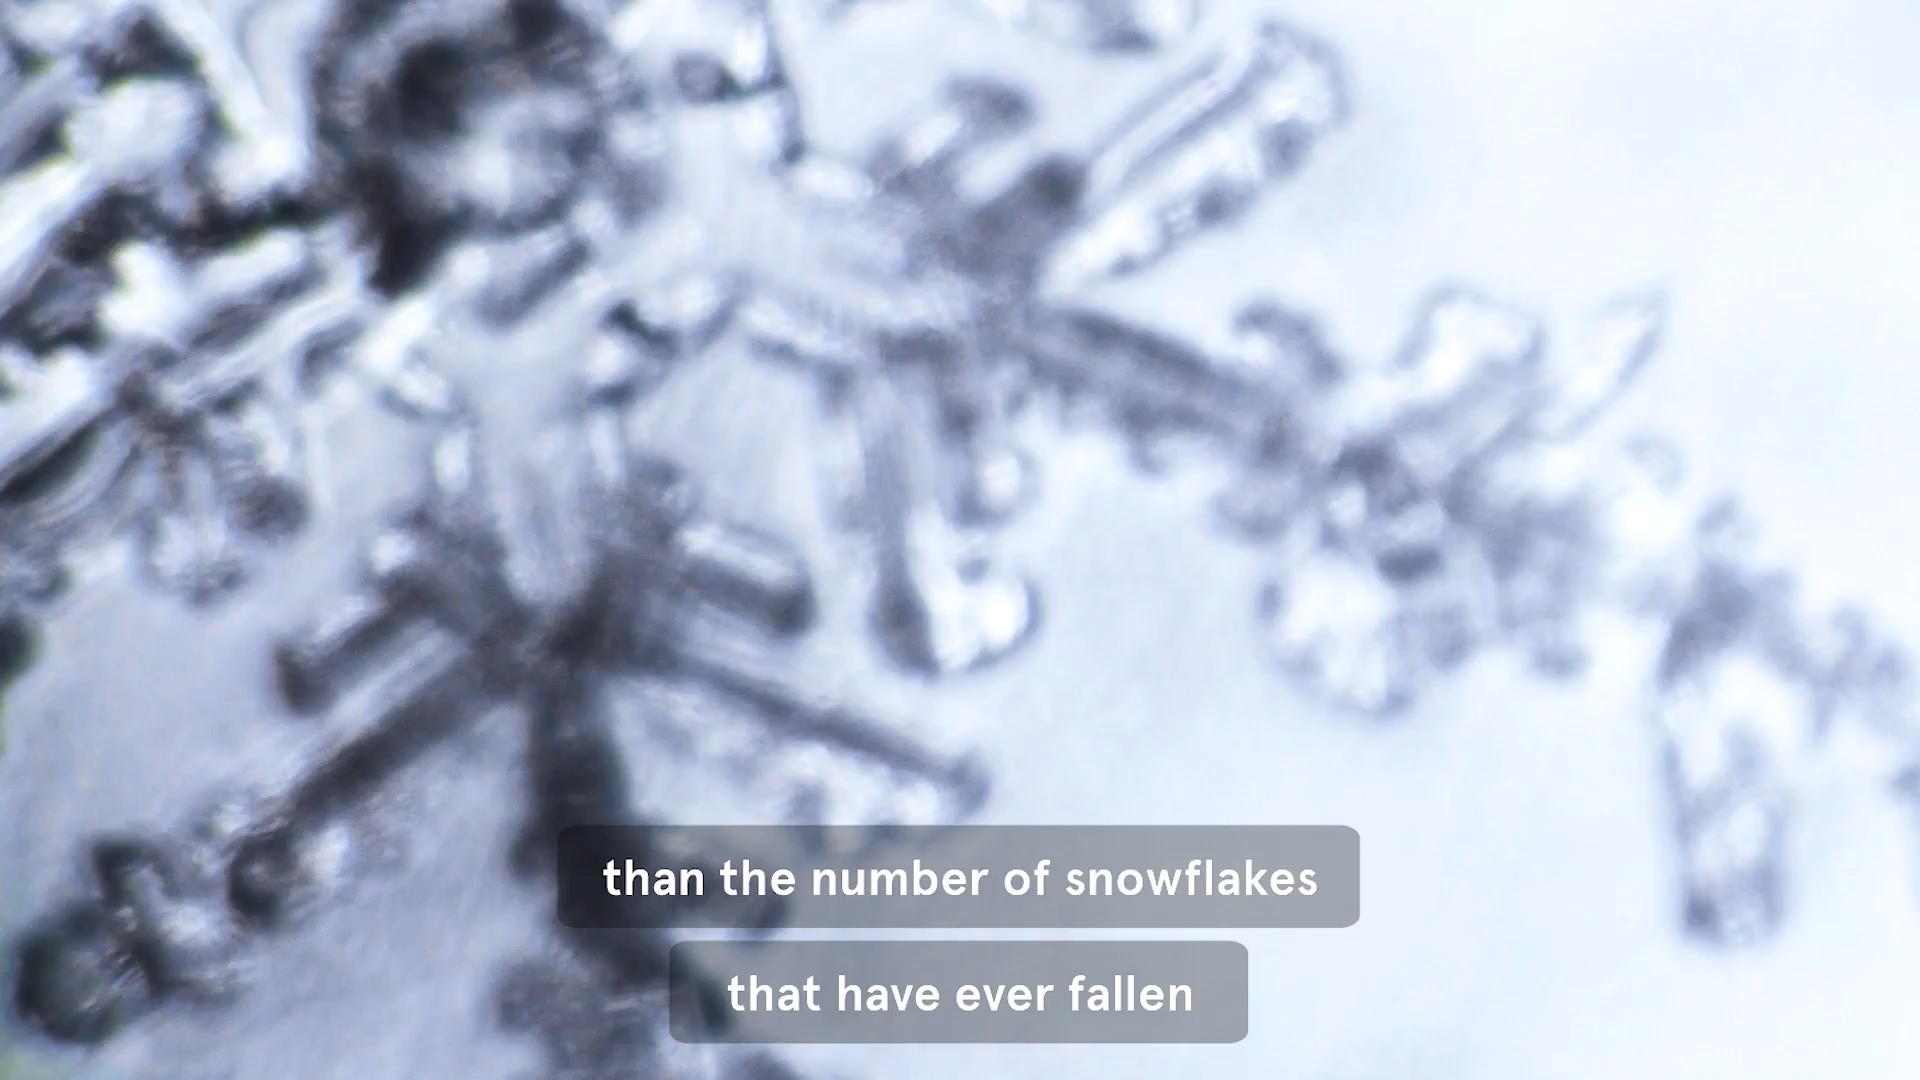 than the number of snowflakes
that have ever fallen